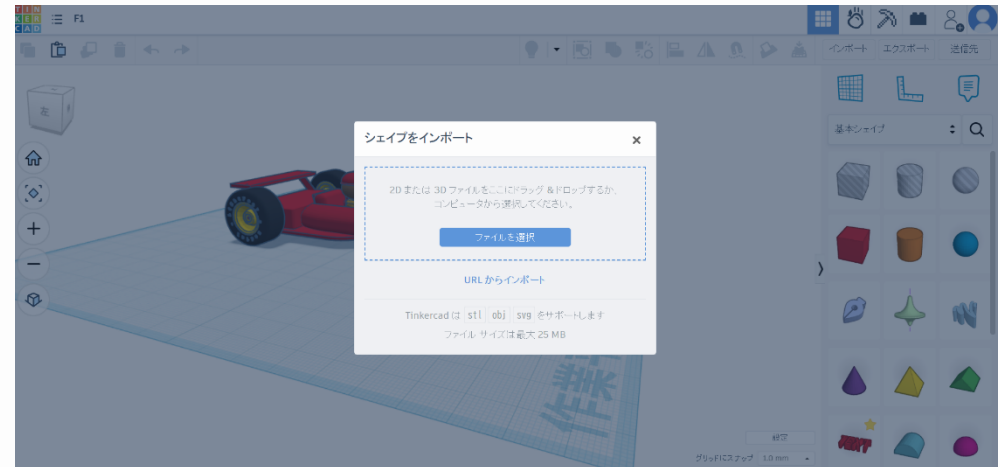 TIN
KER
CAD
F1
インポート
エクスポート
送信先
左
基本シェイプ
シェイプをインポート
2D または 3D ファイルをここにドラッグ &ドロップするか、
コンピュータから選択してください。
ファイルを選択
URL からインポート
Tinkercad は stl obj svg をサポートします
ファイル サイズは最大 25 MB
作業平
設定
グリッドにスナップ 1.0 mm